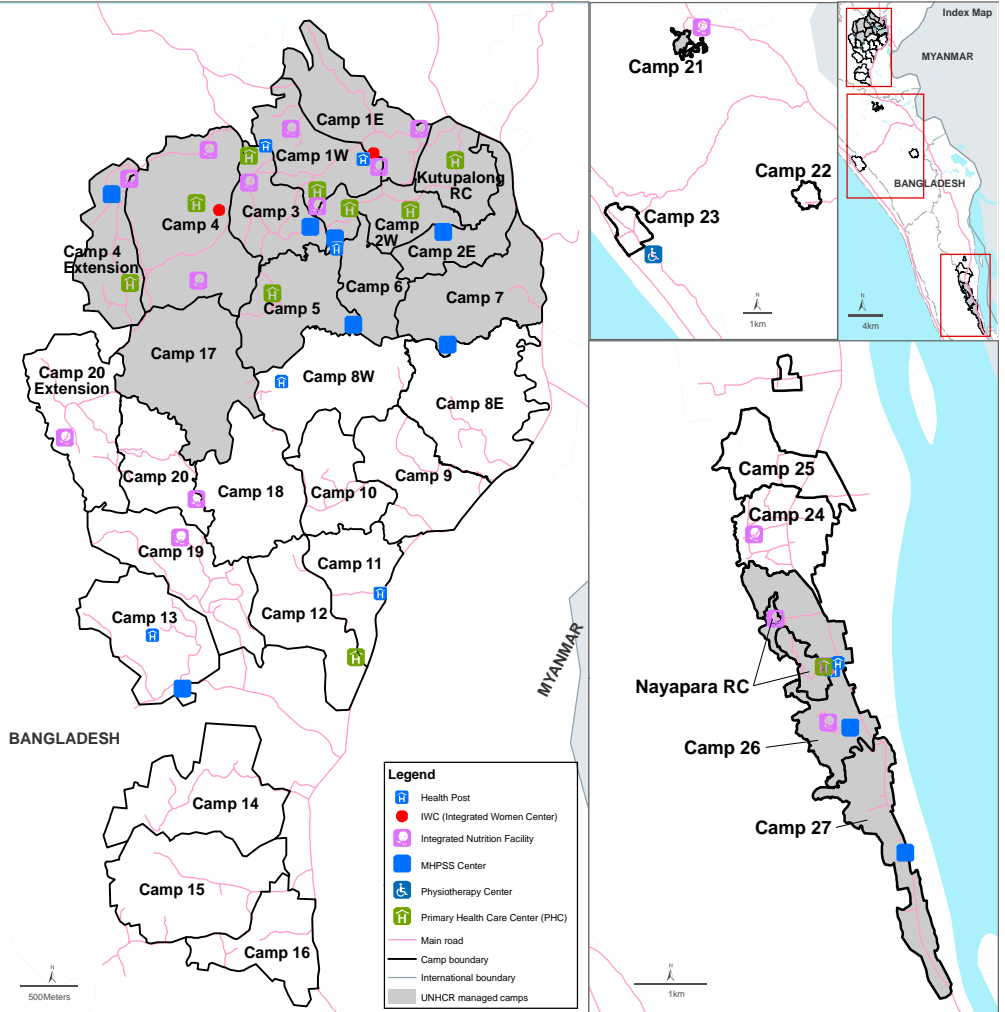 Camp 1E
Camp 1W
Kutupalong
RC
Camp 3
Camp 4
Camp
2W
Camp 2E
Camp 4
Extension
Camp 5
Camp 6
Camp 7
Camp 17
Camp 20
Extension
Camp 8W
Camp 8E
Camp 20
Camp 18
Camp 10
Camp 9
Camp 19
Camp 11
Camp 12
Camp 13
MYANMAR
BANGLADESH
Camp 14
Camp 15
Camp 16
N
500Meters
Legend
Health Post
IWC (Integrated Women Center)
Integrated Nutrition Facility
MHPSS Center
Physiotherapy Center
Primary Health Care Center (PHC)
Main road
Camp boundary
International boundary
UNHCR managed camps
Camp 21
Camp 22
Camp 23
N
1km
Index Map
MYANMAR
BANGLADESH
N
4km
Camp 25
Camp 24
Nayapara RC
Camp 26
Camp 27
N
1km